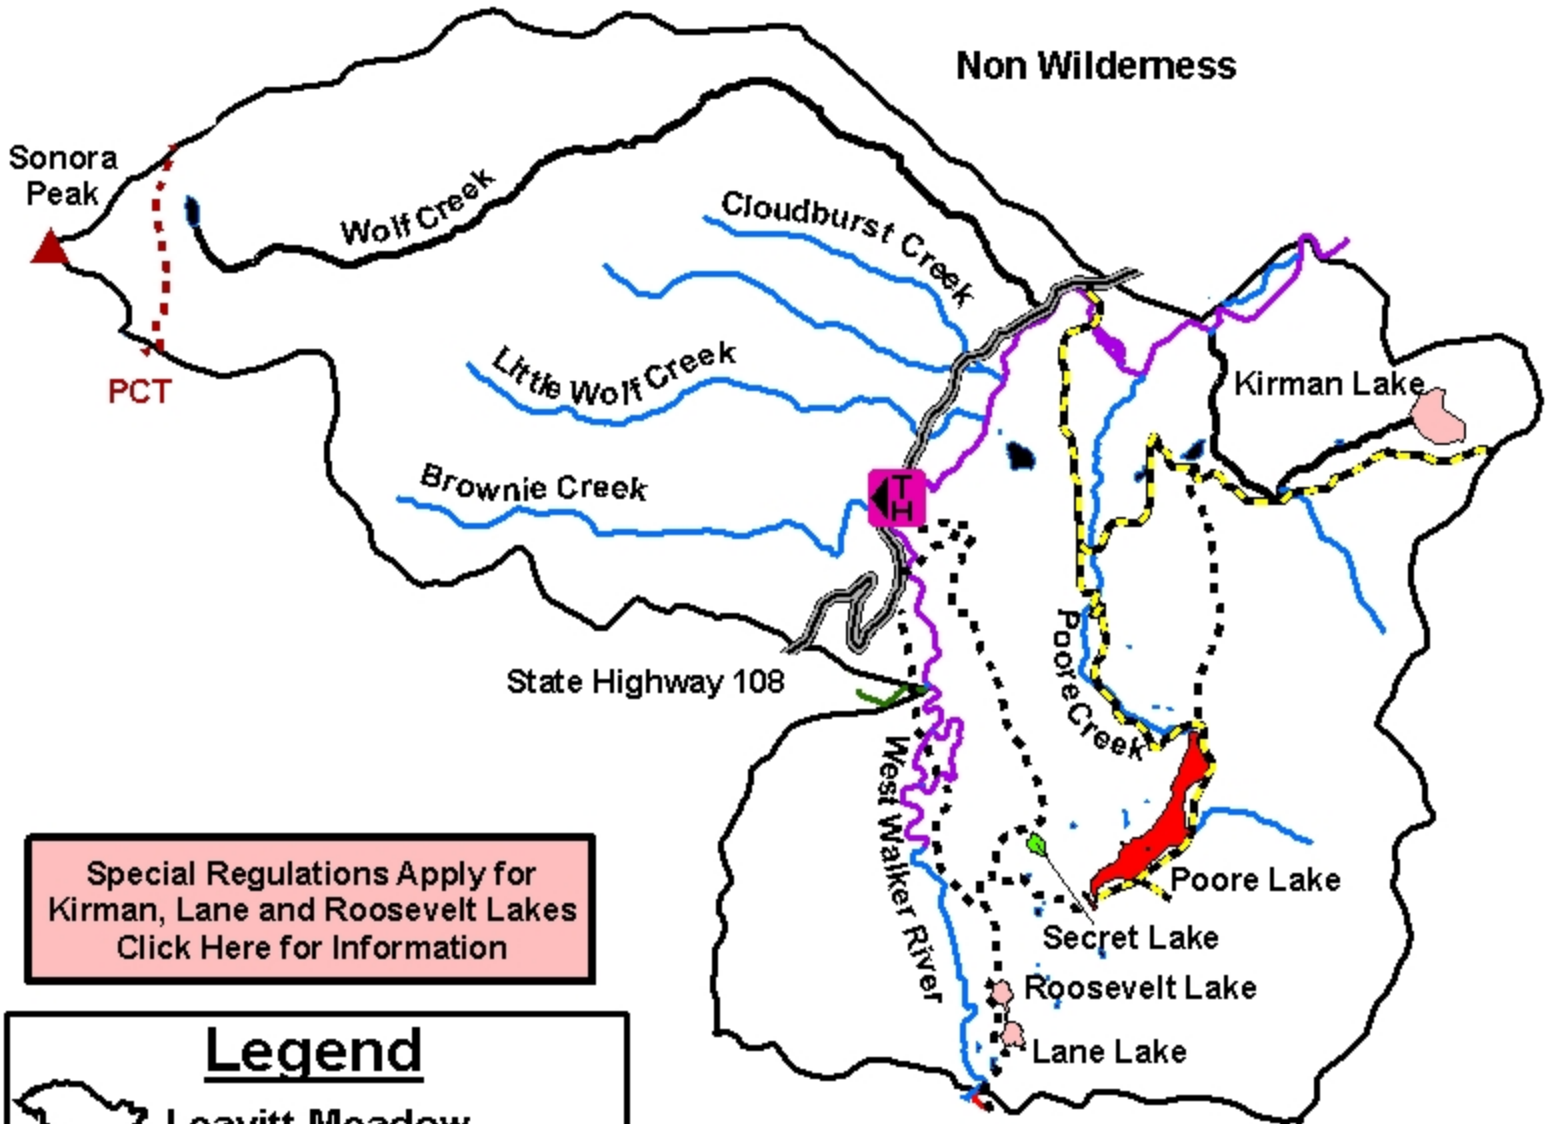 Non Wilderness
Sonora
Peak
Wolf Creek
Cloudburst Creek
PCT
Little Wolf Creek
Kirman Lake
Brownie Creek
T
H
State Highway 108
Poore Creek
West Walker River
Special Regulations Apply for
Kirman, Lane and Roosevelt Lakes
Click Here for Information
Poore Lake
Secret Lake
Roosevelt Lake
Lane Lake
Legend
Leavitt Meadow